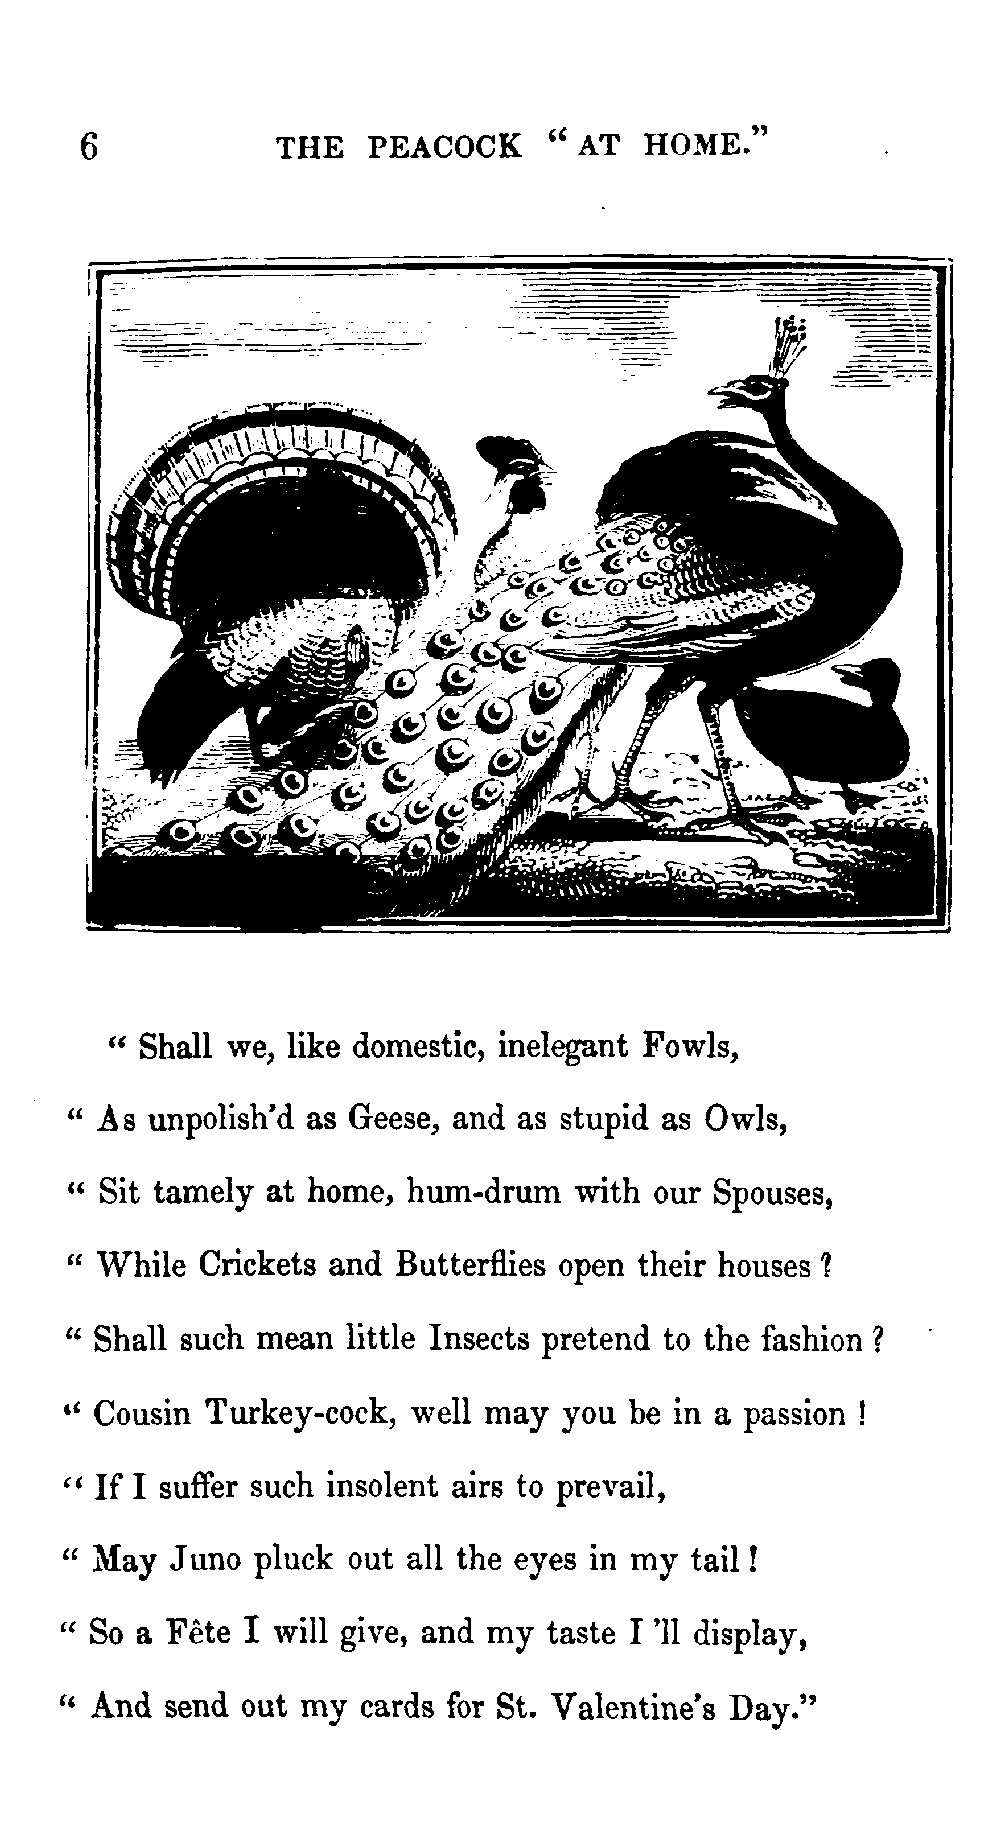 6 THE PEACOCK “AT HOME.”
“ Shall we, like domestic, inelegant Fowls,
“ As unpolish’d as Geese, and as stupid as Owls,
“ Sit tamely at home, hum-drum with our Spouses,
“ While Crickets and Butterflies open their houses ?
“ Shall such mean little Insects pretend to the fashion ?
“ Cousin Turkey-cock, well may you be in a passion !
“ If I suffer such insolent airs to prevail,
“ May Juno pluck out all the eyes in my tail !
“ So a Fête I will give, and my taste I ’ll display,
“ And send out my cards for St. Valentine’s Day.”